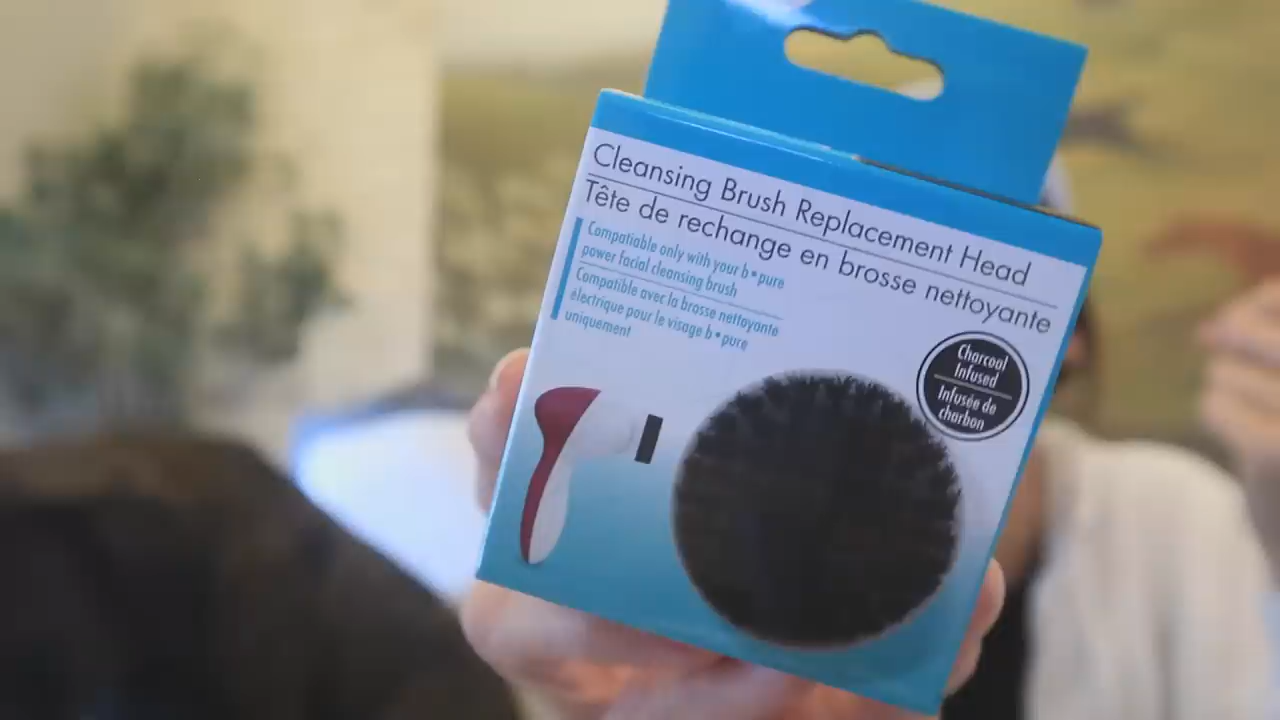 Cleansing Brush Replacement Head
Tête de rechange en brosse nettoyante
Compatiable only with your b•pure
power facial cleansing brush
Compatible avec la brosse nettoyante
électrique pour le visage b•pure
uniquement
Charcoal
Infused
Infusée de
charbon